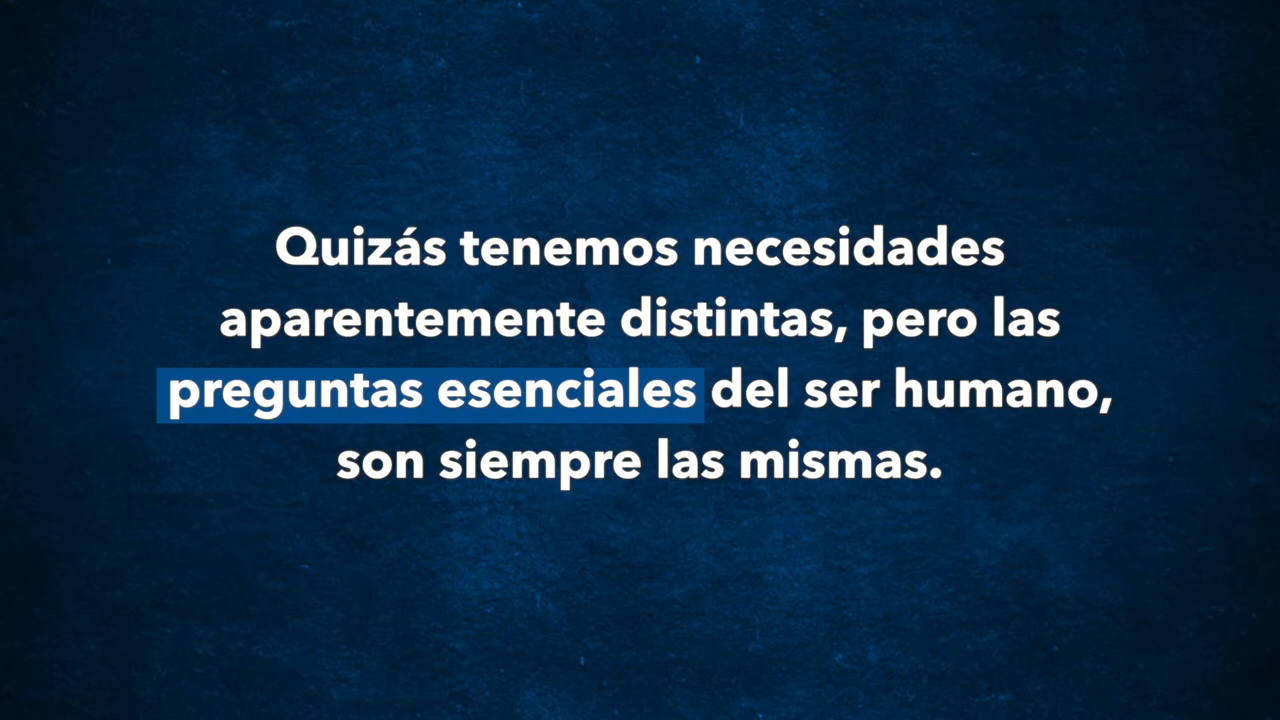 Quizás tenemos necesidades
aparentemente distintas, pero las
preguntas esenciales del ser humano,
son siempre las mismas.